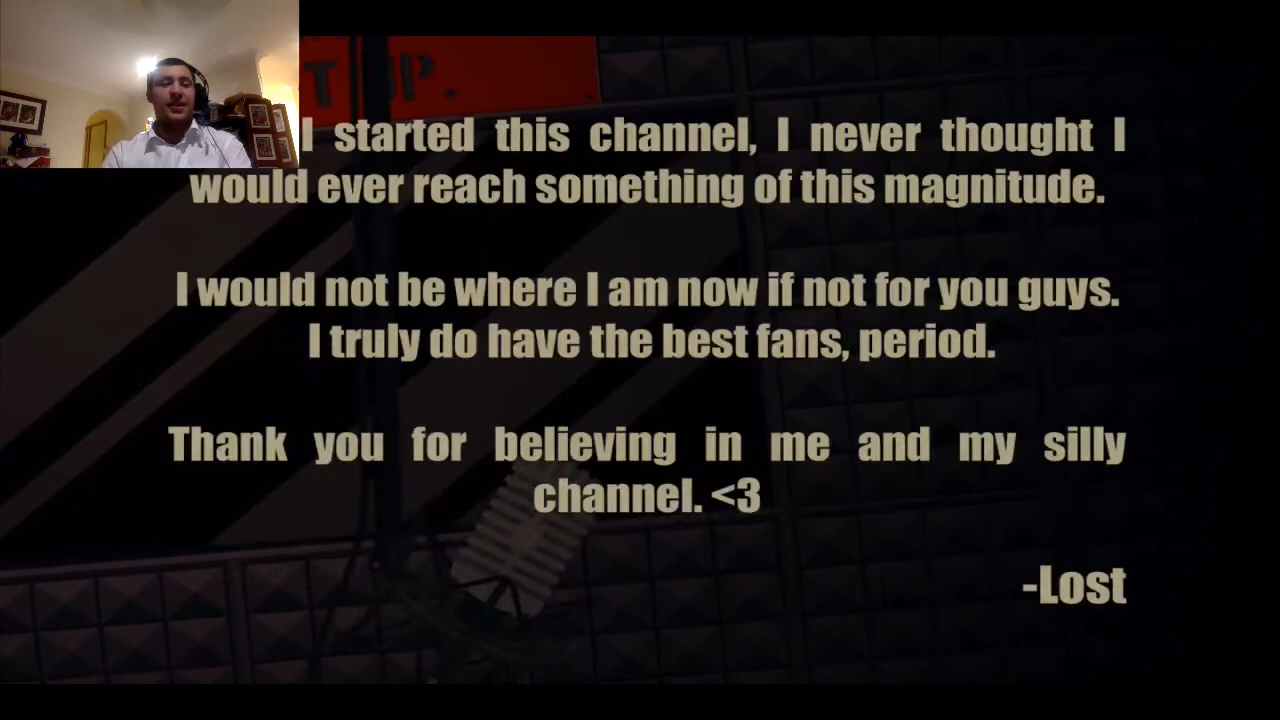 I started this channel, I never thought I
would ever reach something of this magnitude.
I would not be where I am now if not for you guys.
I truly do have the best fans, period.
Thank you for believing in me and my silly
channel. <3
-Lost